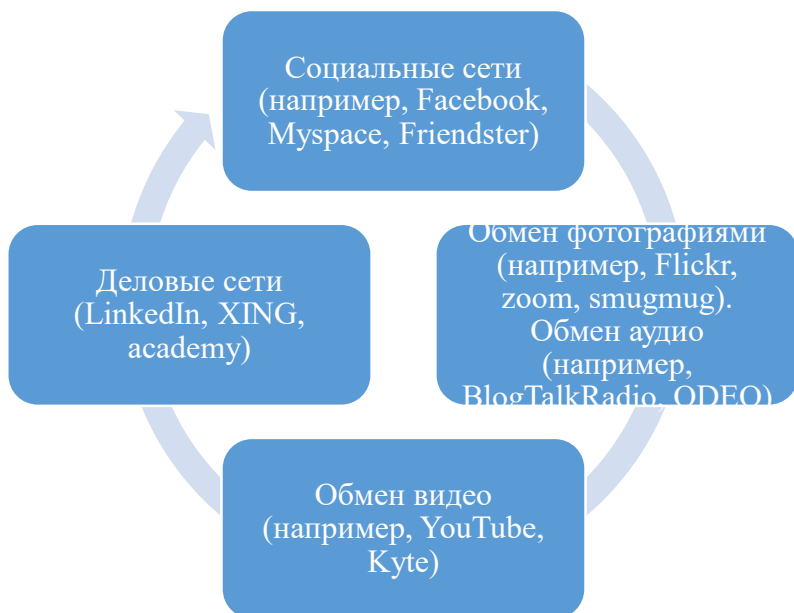 Социальные сети
(например, Facebook,
Myspace, Friendster)
Обмен фотографиями
(например, Flickr,
zoom, smugmug).
Обмен аудио
(например,
BlogTalkRadio, ODEO)
Обмен видео
(например, YouTube,
Kyte)
Деловые сети
(LinkedIn, XING,
academy)